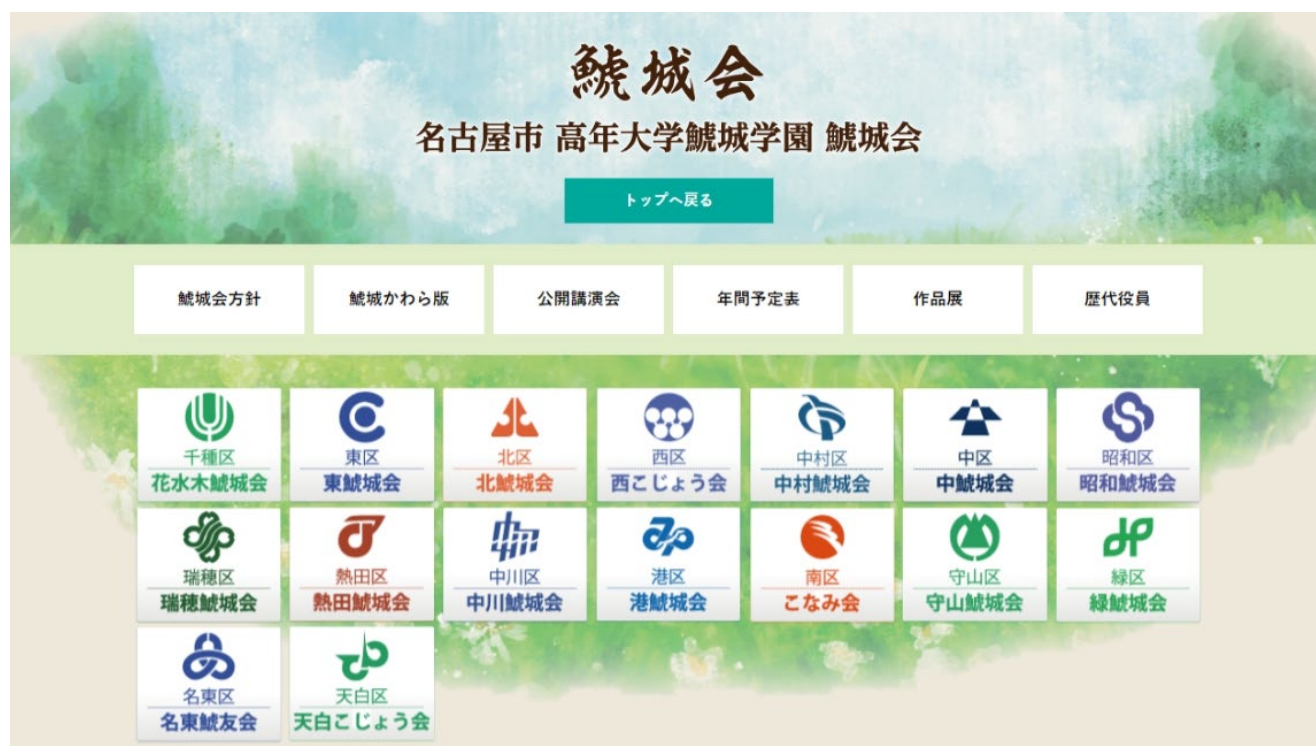 鯱城会
名古屋市 高年大学鯱城学園 鯱城会
トップへ戻る
鯱城会方針 鯱城かわら版 公開講演会 年間予定表 作品展 歴代役員
千種区 東区 北区 西区 中村区 中区 昭和区
花水木鯱城会 東鯱城会 北鯱城会 西こじょう会 中村鯱城会 中鯱城会 昭和鯱城会
瑞穂区 熱田区 中川区 港区 南区 守山区 緑区
瑞穂鯱城会 熱田鯱城会 中川鯱城会 港鯱城会 こなみ会 守山鯱城会 緑鯱城会
名東区 天白区
名東鯱友会 天白こじょう会